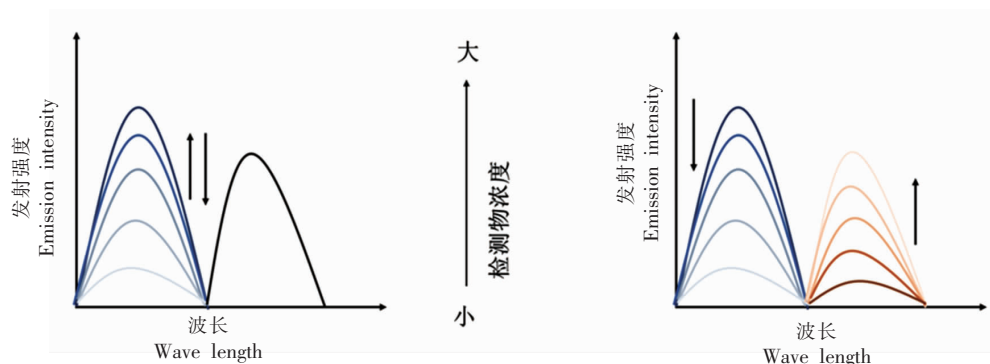 发射强度
Emission intensity
波长
Wave length
大
检测物浓度
小
发射强度
Emission intensity
波长
Wave length